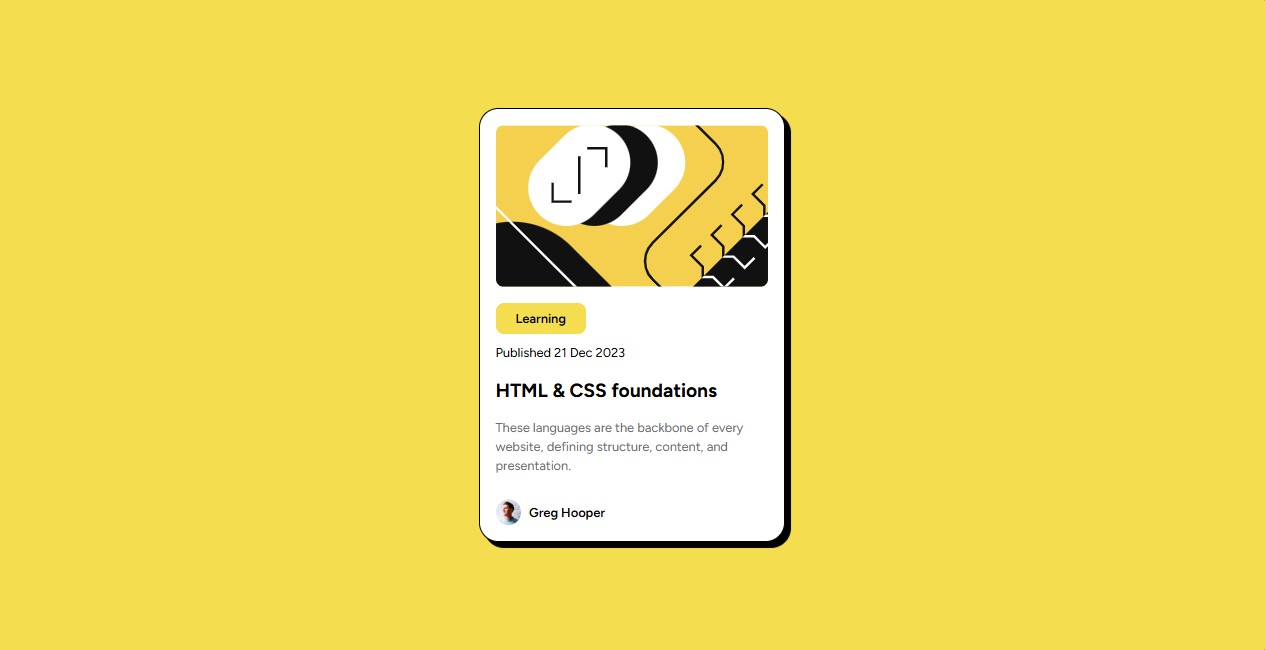 Learning
Published 21 Dec 2023
HTML & CSS foundations
These languages are the backbone of every
website, defining structure, content, and
presentation.
Greg Hooper